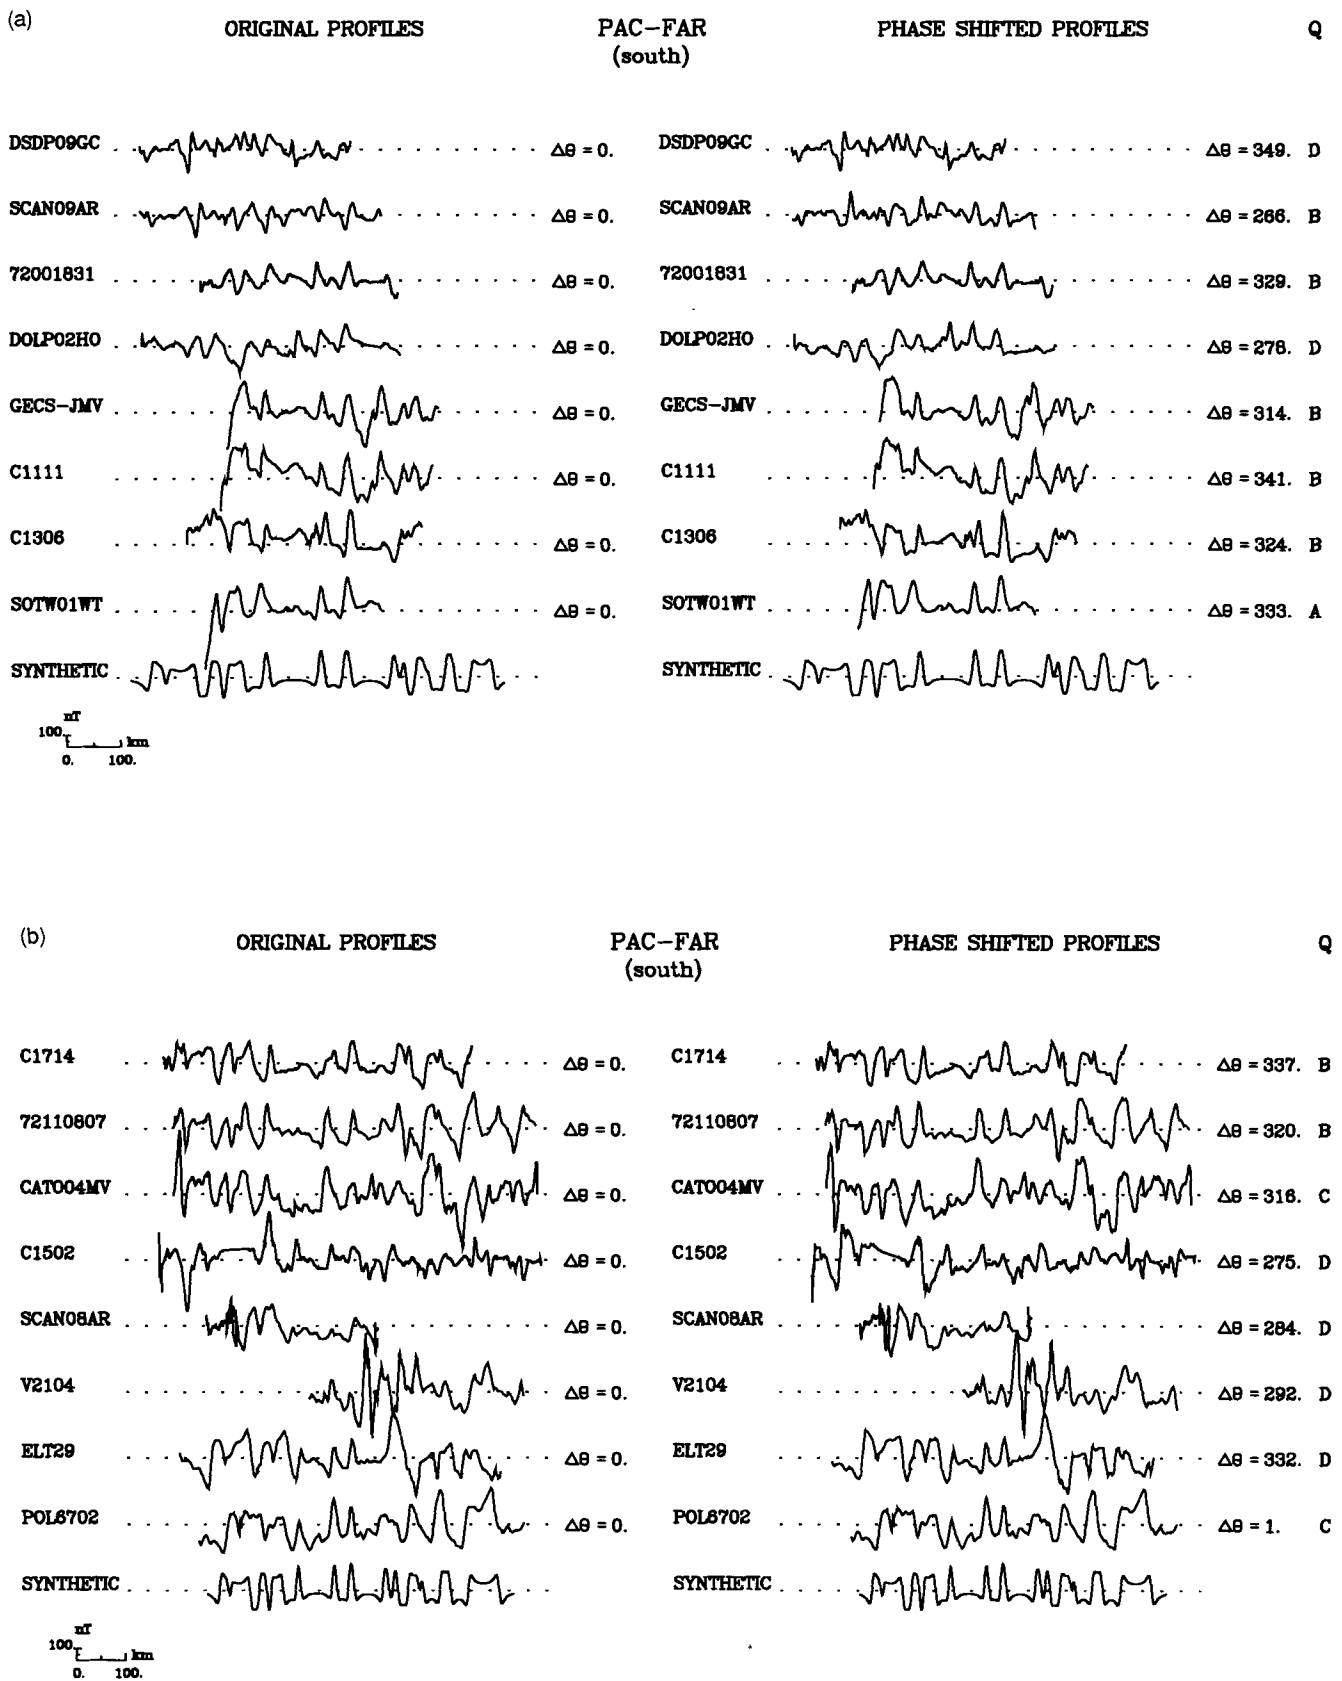 (a)
ORIGINAL PROFILES PAC-FAR PHASE SHIFTED PROFILES Q
(south)
DSDP09GC Δθ = 0. DSDP09GC Δθ = 349. D
SCAN09AR Δθ = 0. SCAN09AR Δθ = 266. B
72001831 Δθ = 0. 72001831 Δθ = 329. B
DOLP02HO Δθ = 0. DOLP02HO Δθ = 278. D
GECS-JMV Δθ = 0. GECS-JMV Δθ = 314. B
C1111 Δθ = 0. C1111 Δθ = 341. B
C1306 Δθ = 0. C1306 Δθ = 324. B
SOTW01WT Δθ = 0. SOTW01WT Δθ = 333. A
SYNTHETIC SYNTHETIC
nT
100. km
0. 100.
(b)
ORIGINAL PROFILES PAC-FAR PHASE SHIFTED PROFILES Q
(south)
C1714 Δθ = 0. C1714 Δθ = 337. B
72110807 Δθ = 0. 72110807 Δθ = 320. B
CATO04MV Δθ = 0. CATO04MV Δθ = 316. C
C1502 Δθ = 0. C1502 Δθ = 275. D
SCAN08AR Δθ = 0. SCAN08AR Δθ = 284. D
V2104 Δθ = 0. V2104 Δθ = 292. D
ELT29 Δθ = 0. ELT29 Δθ = 332. D
POL6702 Δθ = 0. POL6702 Δθ = 1. C
SYNTHETIC SYNTHETIC
nT
100. km
0. 100.